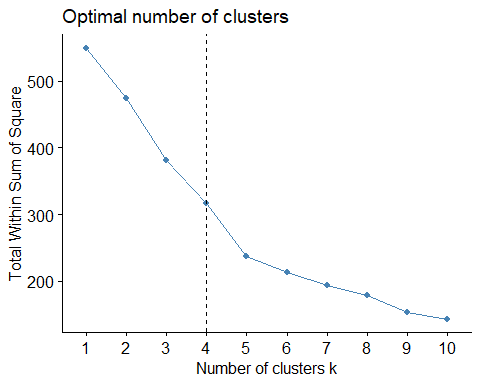 Optimal number of clusters
Total Within Sum of Square
500
400
300
200
1 2 3 4 5 6 7 8 9 10
Number of clusters k